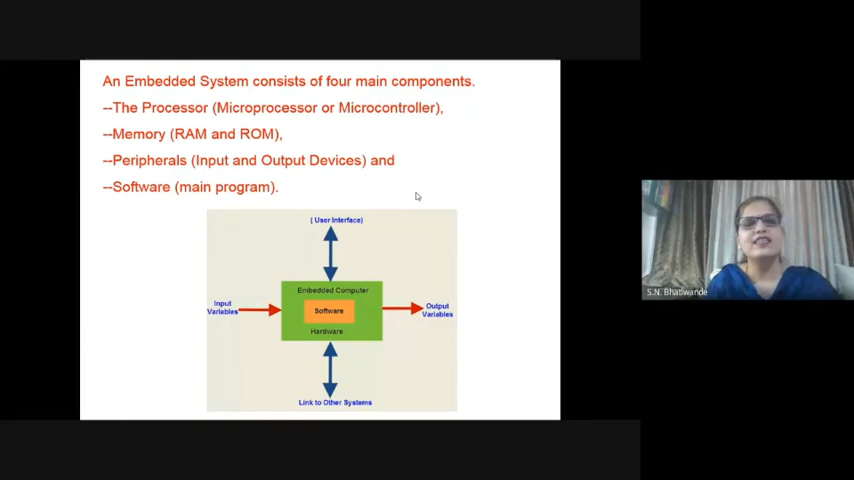 An Embedded System consists of four main components.
--The Processor (Microprocessor or Microcontroller),
--Memory (RAM and ROM),
--Peripherals (Input and Output Devices) and
--Software (main program).
( User Interface)
Embedded Computer
Input
Variables
Software
Output
Variables
Hardware
Link to Other Systems
S.N. Bhatlwande